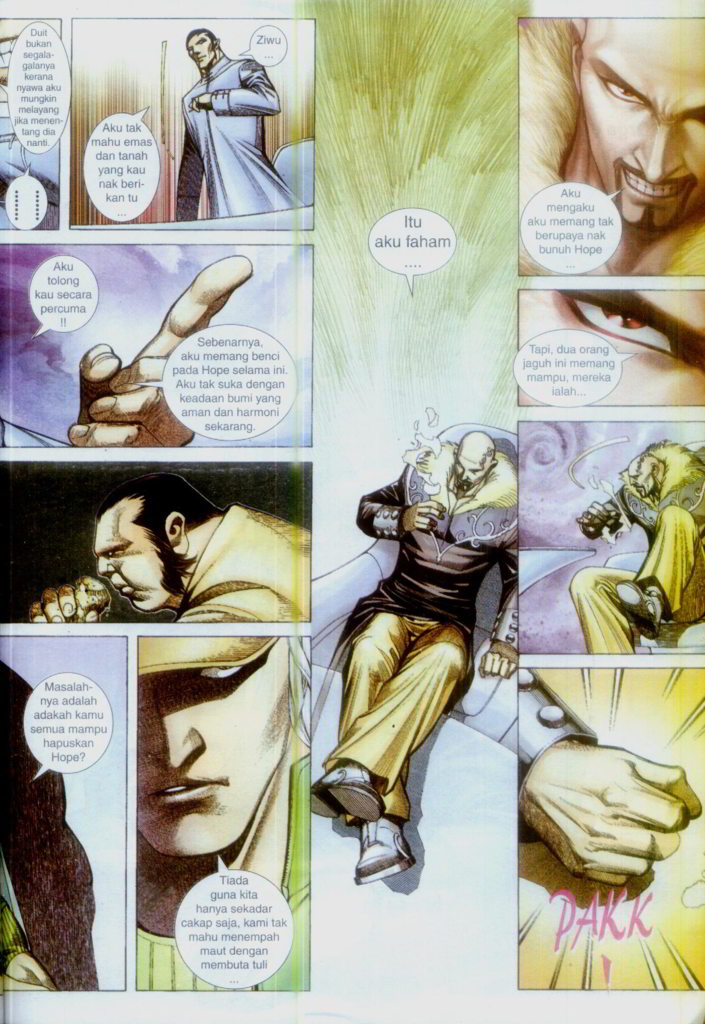 Duit
bukan
segala-
galanya
kerana
nyawa aku
mungkin
melayang
jika menen-
tang dia
nanti.
Ziwu
...
Aku tak
mahu emas
dan tanah
yang kau
nak beri-
kan tu
...
Aku
tolong
kau secara
percuma
!!
Sebenarnya,
aku memang benci
pada Hope selama ini.
Aku tak suka dengan
keadaan bumi yang
aman dan harmoni
sekarang.
Masalah-
nya adalah
adakah kamu
semua mampu
hapuskan
Hope?
Tiada
guna kita
hanya sekadar
cakap saja, kami tak
mahu menempah
maut dengan
membuta tuli
...
Itu
aku faham
....
Aku
mengaku
aku memang tak
berupaya nak
bunuh Hope
...
Tapi, dua orang
jaguh ini memang
mampu, mereka
ialah...
PAKK
!